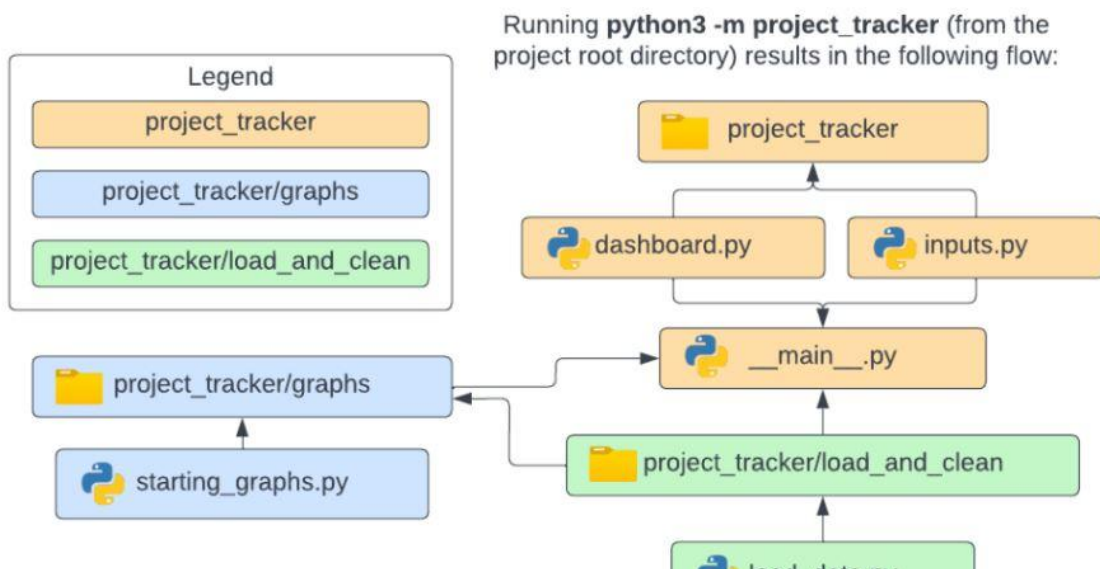 Running python3 -m project_tracker (from the
project root directory) results in the following flow:
Legend
project_tracker
project_tracker/graphs
project_tracker/load_and_clean
project_tracker
dashboard.py
inputs.py
__main__.py
project_tracker/graphs
starting_graphs.py
project_tracker/load_and_clean